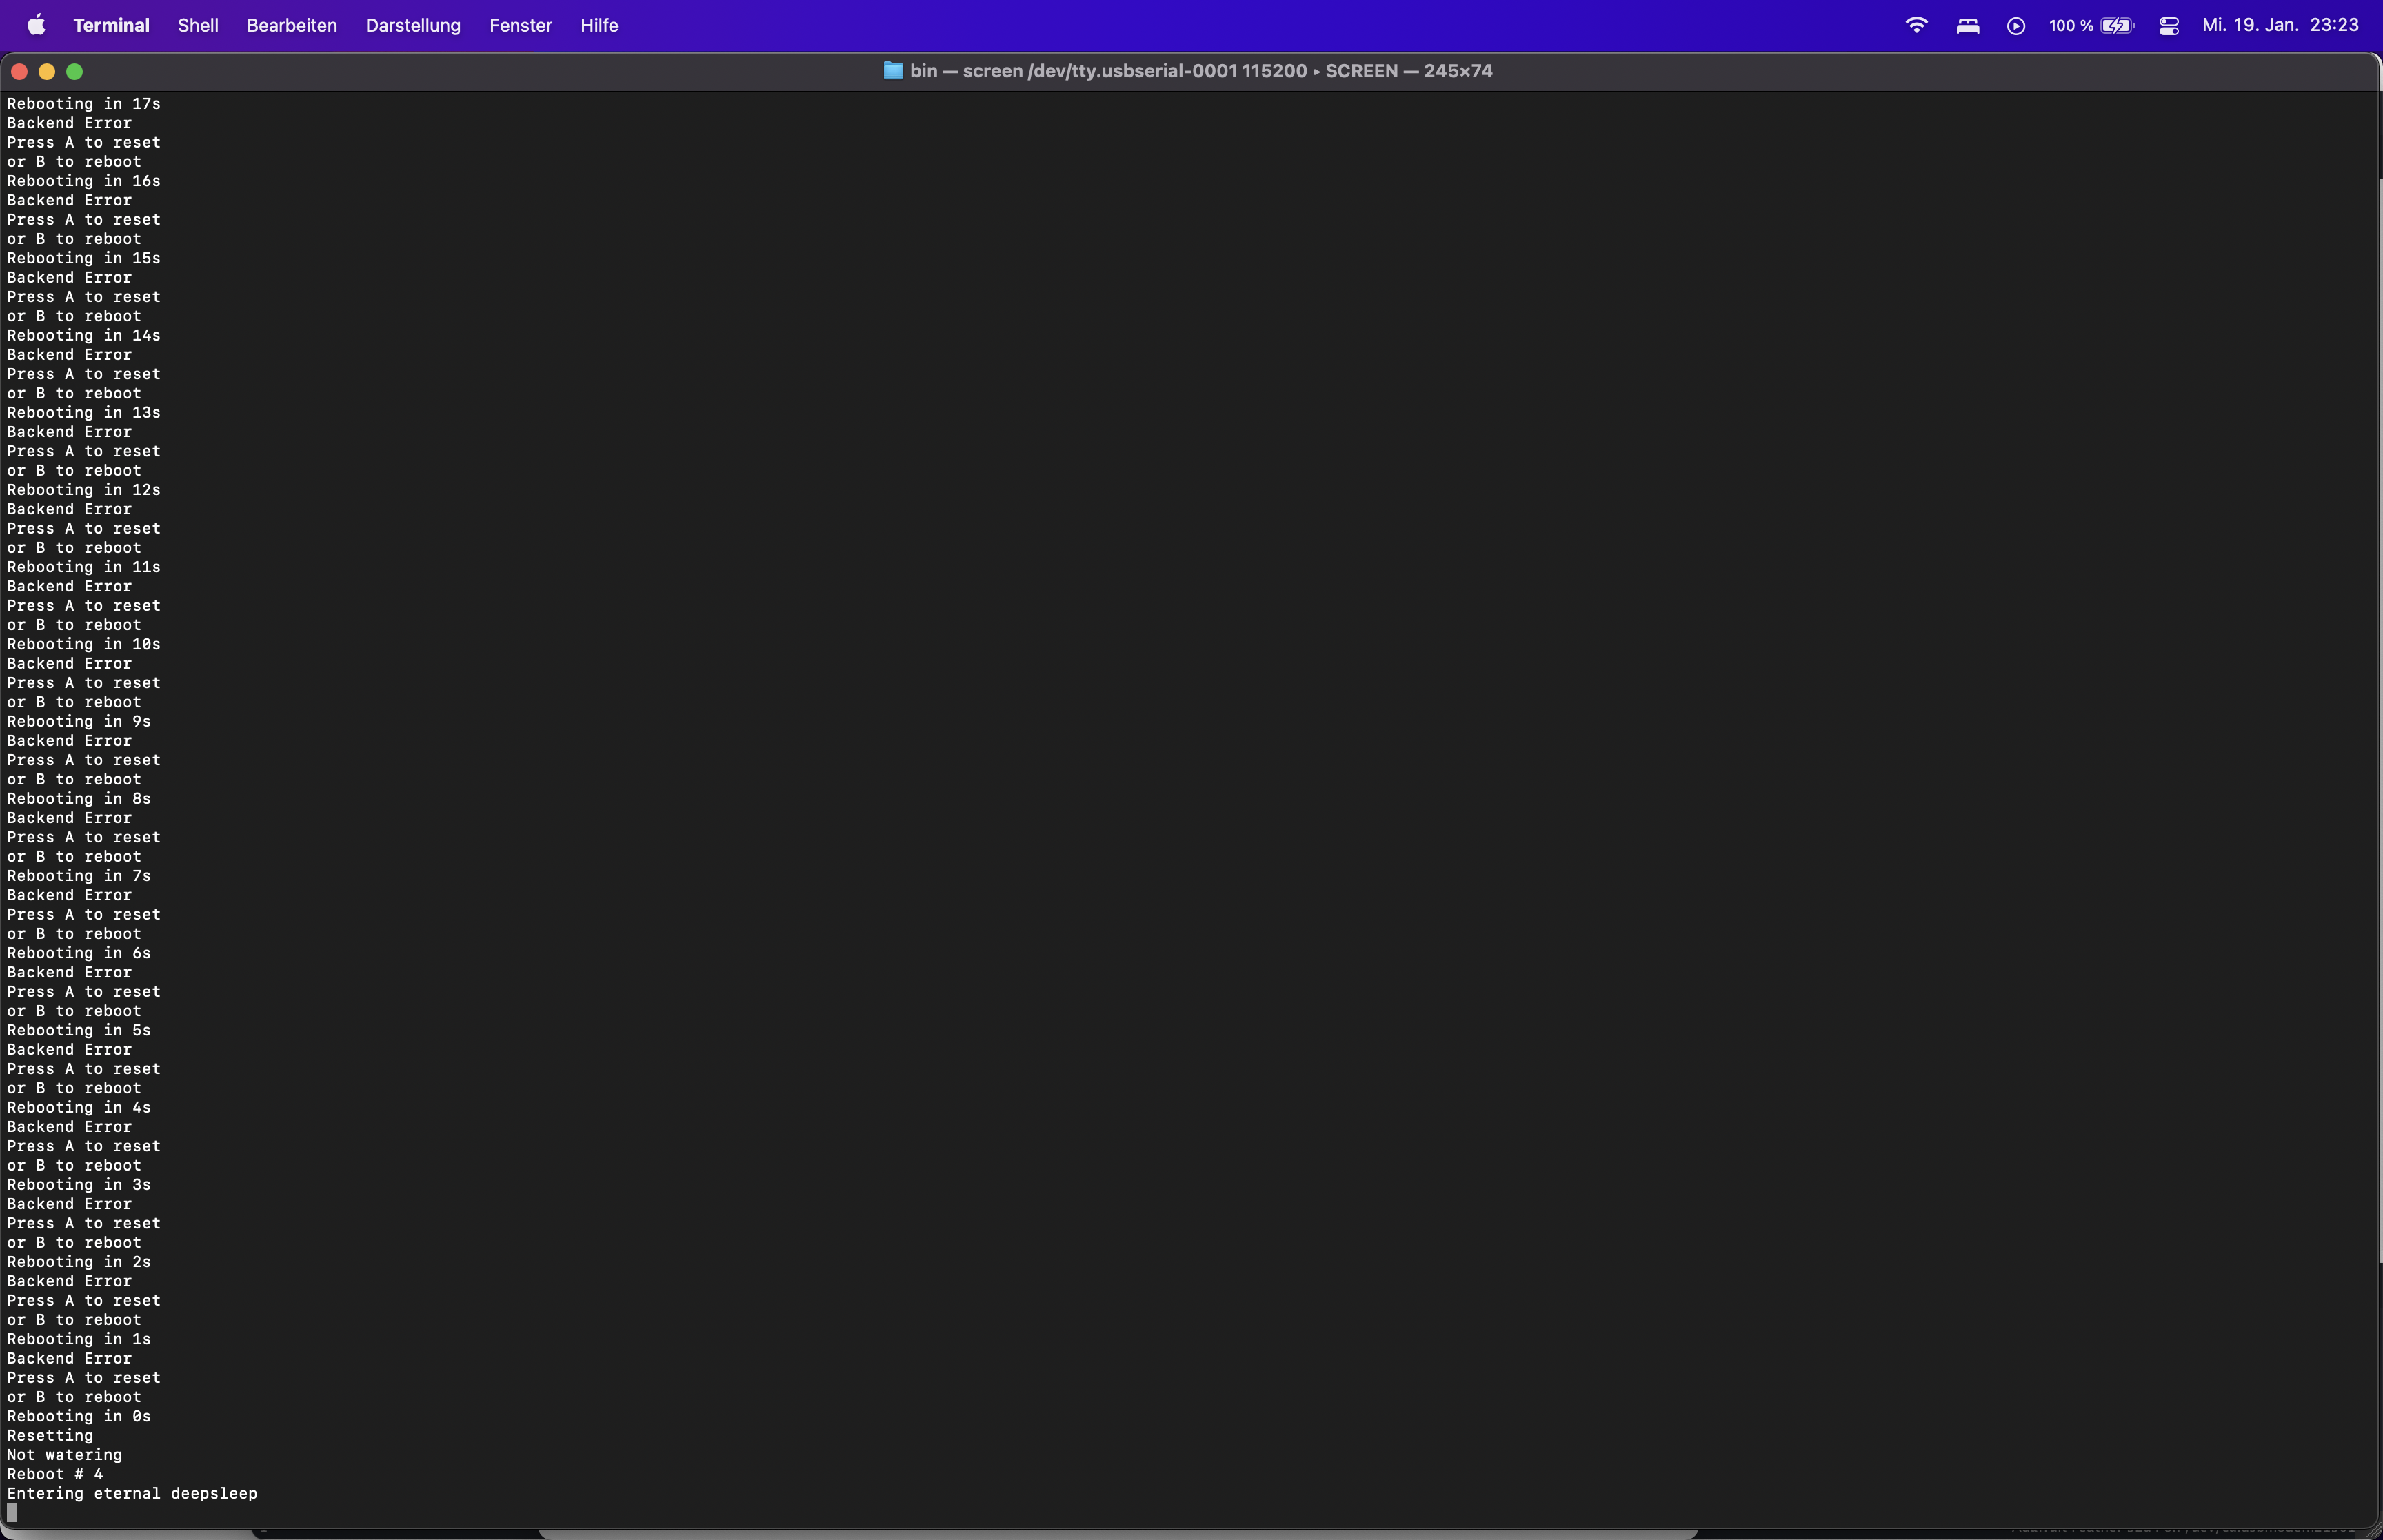 Terminal Shell Bearbeiten Darstellung Fenster Hilfe 100 % Mi. 19. Jan. 23:23
bin — screen /dev/tty.usbserial-0001 115200 ▸ SCREEN — 245×74
Rebooting in 17s
Backend Error
Press A to reset
or B to reboot
Rebooting in 16s
Backend Error
Press A to reset
or B to reboot
Rebooting in 15s
Backend Error
Press A to reset
or B to reboot
Rebooting in 14s
Backend Error
Press A to reset
or B to reboot
Rebooting in 13s
Backend Error
Press A to reset
or B to reboot
Rebooting in 12s
Backend Error
Press A to reset
or B to reboot
Rebooting in 11s
Backend Error
Press A to reset
or B to reboot
Rebooting in 10s
Backend Error
Press A to reset
or B to reboot
Rebooting in 9s
Backend Error
Press A to reset
or B to reboot
Rebooting in 8s
Backend Error
Press A to reset
or B to reboot
Rebooting in 7s
Backend Error
Press A to reset
or B to reboot
Rebooting in 6s
Backend Error
Press A to reset
or B to reboot
Rebooting in 5s
Backend Error
Press A to reset
or B to reboot
Rebooting in 4s
Backend Error
Press A to reset
or B to reboot
Rebooting in 3s
Backend Error
Press A to reset
or B to reboot
Rebooting in 2s
Backend Error
Press A to reset
or B to reboot
Rebooting in 1s
Backend Error
Press A to reset
or B to reboot
Rebooting in 0s
Resetting
Not watering
Reboot # 4
Entering eternal deepsleep